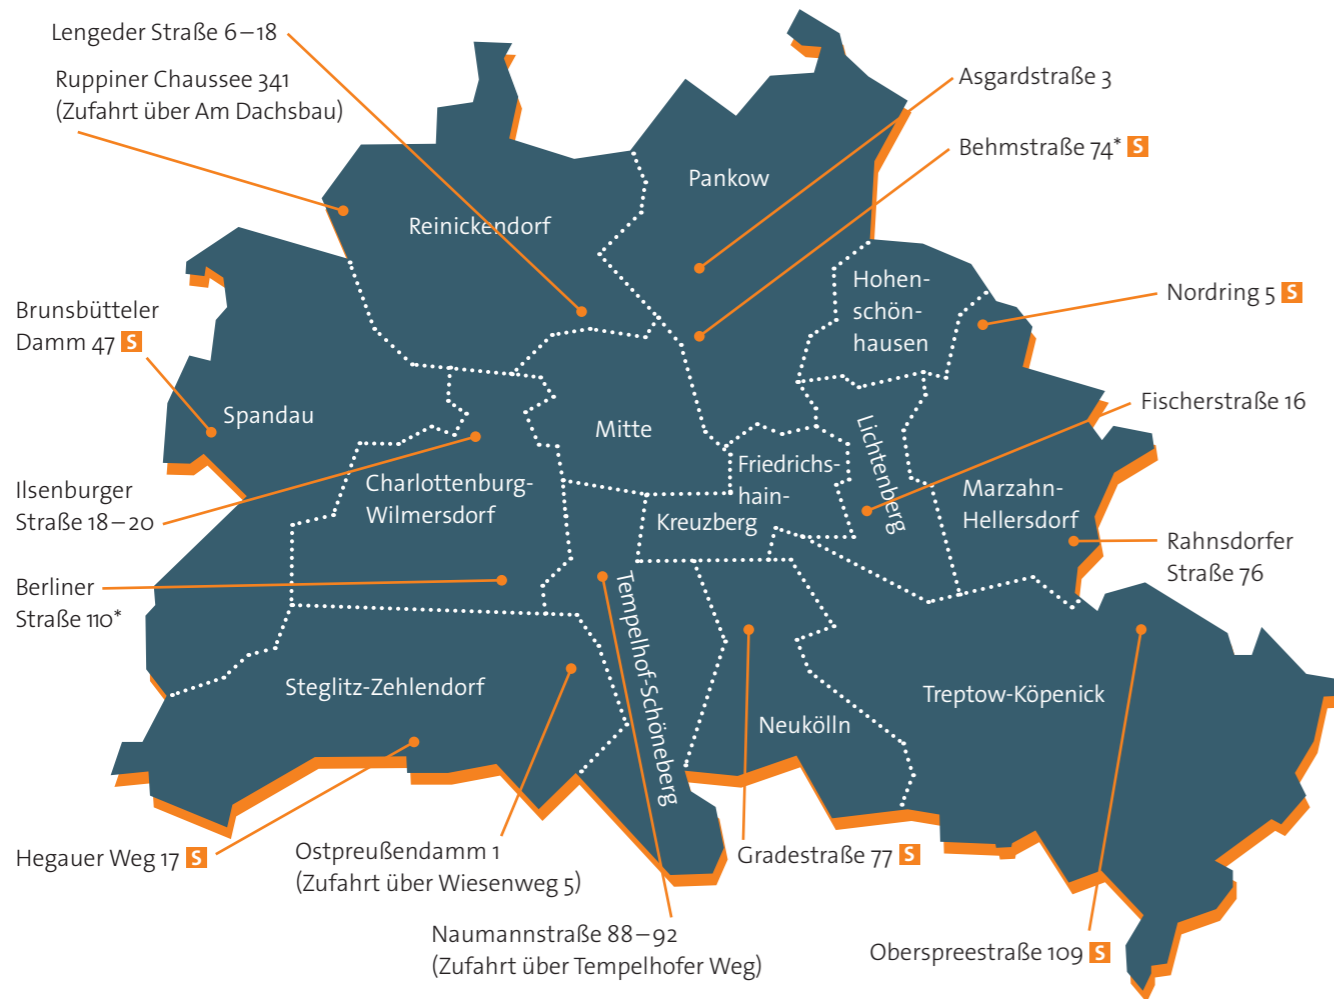 Lengeder Straße 6–18
Ruppiner Chaussee 341
(Zufahrt über Am Dachsbau)
Asgardstraße 3
Behmstraße 74* S
Pankow
Reinickendorf
Hohen-
schön-
hausen
Nordring 5 S
Brunsbütteler
Damm 47 S
Spandau
Mitte
Fischerstraße 16
Lichtenberg
Friedrichs-
hain-
Kreuzberg
Charlottenburg-
Wilmersdorf
Marzahn-
Hellersdorf
Ilsenburger
Straße 18–20
Rahnsdorfer
Straße 76
Berliner
Straße 110*
Tempelhof-Schöneberg
Steglitz-Zehlendorf
Neukölln
Treptow-Köpenick
Hegauer Weg 17 S
Ostpreußendamm 1
(Zufahrt über Wiesenweg 5)
Gradestraße 77 S
Naumannstraße 88–92
(Zufahrt über Tempelhofer Weg)
Oberspreestraße 109 S